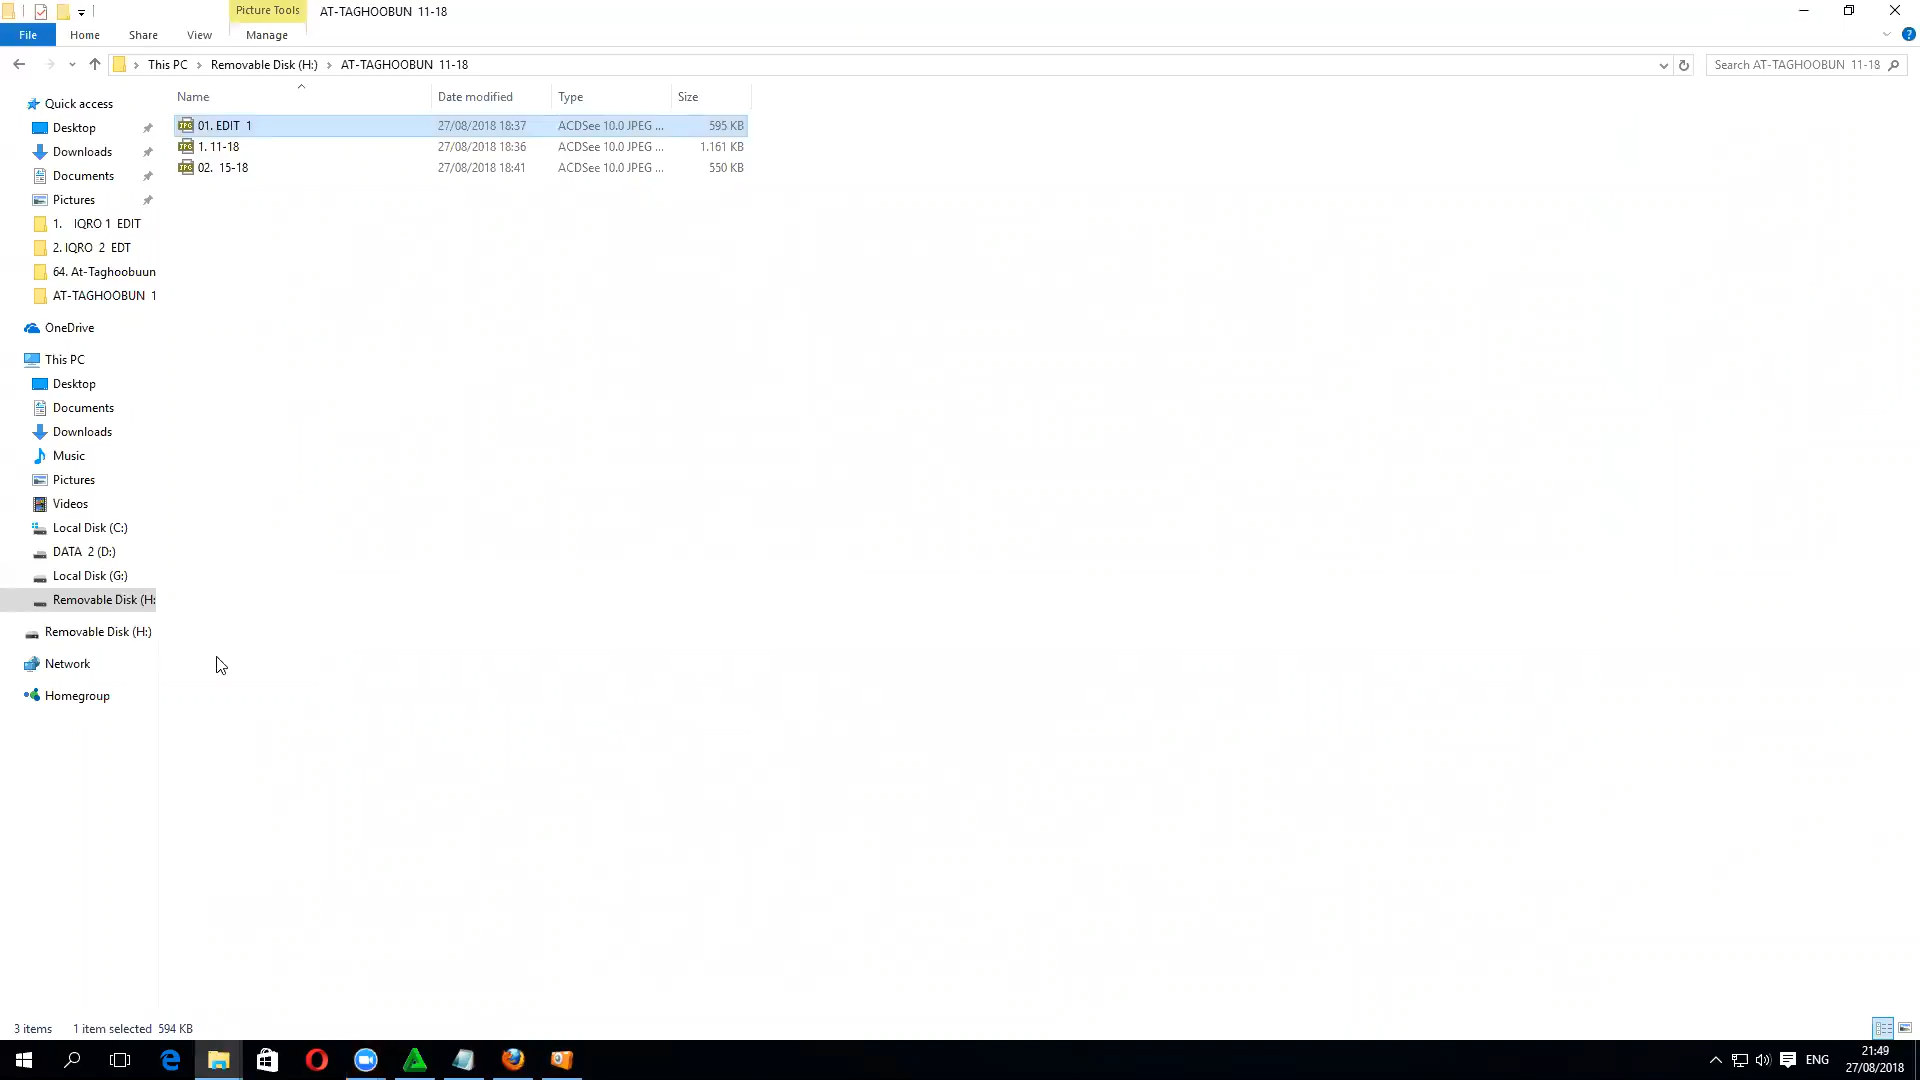 Picture Tools AT-TAGHOOBUN 11-18
File Home Share View Manage
This PC Removable Disk (H:) AT-TAGHOOBUN 11-18 Search AT-TAGHOOBUN 11-18
Name Date modified Type Size
01. EDIT 1 27/08/2018 18:37 ACDSee 10.0 JPEG ... 595 KB
1. 11-18 27/08/2018 18:36 ACDSee 10.0 JPEG ... 1.161 KB
02. 15-18 27/08/2018 18:41 ACDSee 10.0 JPEG ... 550 KB
Quick access
Desktop
Downloads
Documents
Pictures
1. IQRO 1 EDIT
2. IQRO 2 EDT
64. At-Taghoobuun
AT-TAGHOOBUN 1
OneDrive
This PC
Desktop
Documents
Downloads
Music
Pictures
Videos
Local Disk (C:)
DATA 2 (D:)
Local Disk (G:)
Removable Disk (H:
Removable Disk (H:)
Network
Homegroup
3 items 1 item selected 594 KB
ENG
21:49
27/08/2018